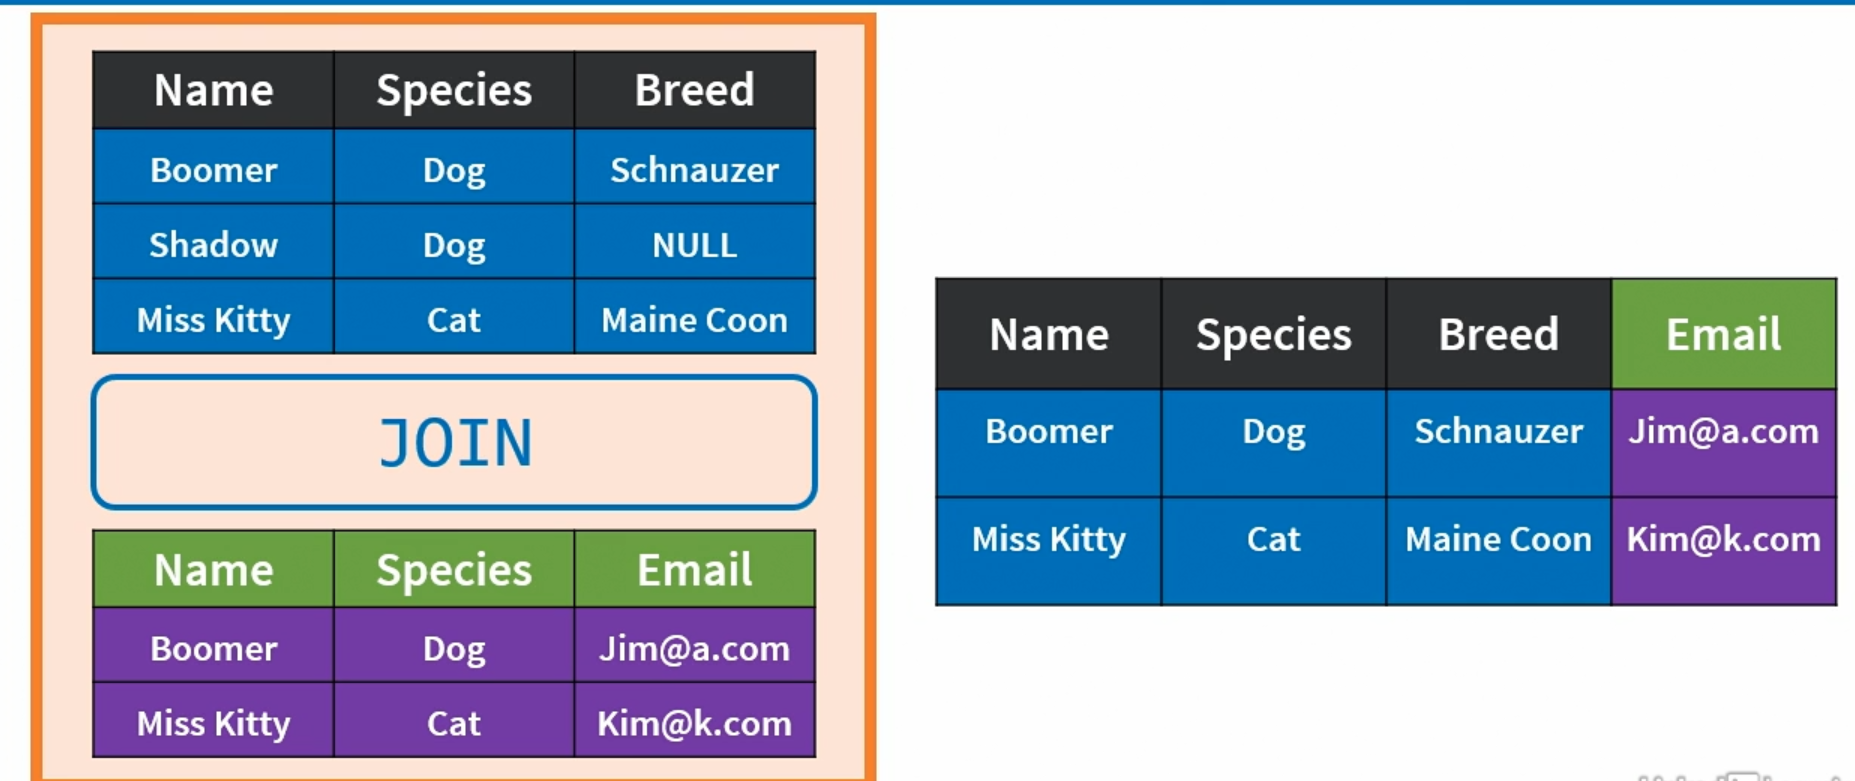 Name Species Breed
Boomer Dog Schnauzer
Shadow Dog NULL
Miss Kitty Cat Maine Coon
JOIN
Name Species Email
Boomer Dog Jim@a.com
Miss Kitty Cat Kim@k.com
Name Species Breed Email
Boomer Dog Schnauzer Jim@a.com
Miss Kitty Cat Maine Coon Kim@k.com